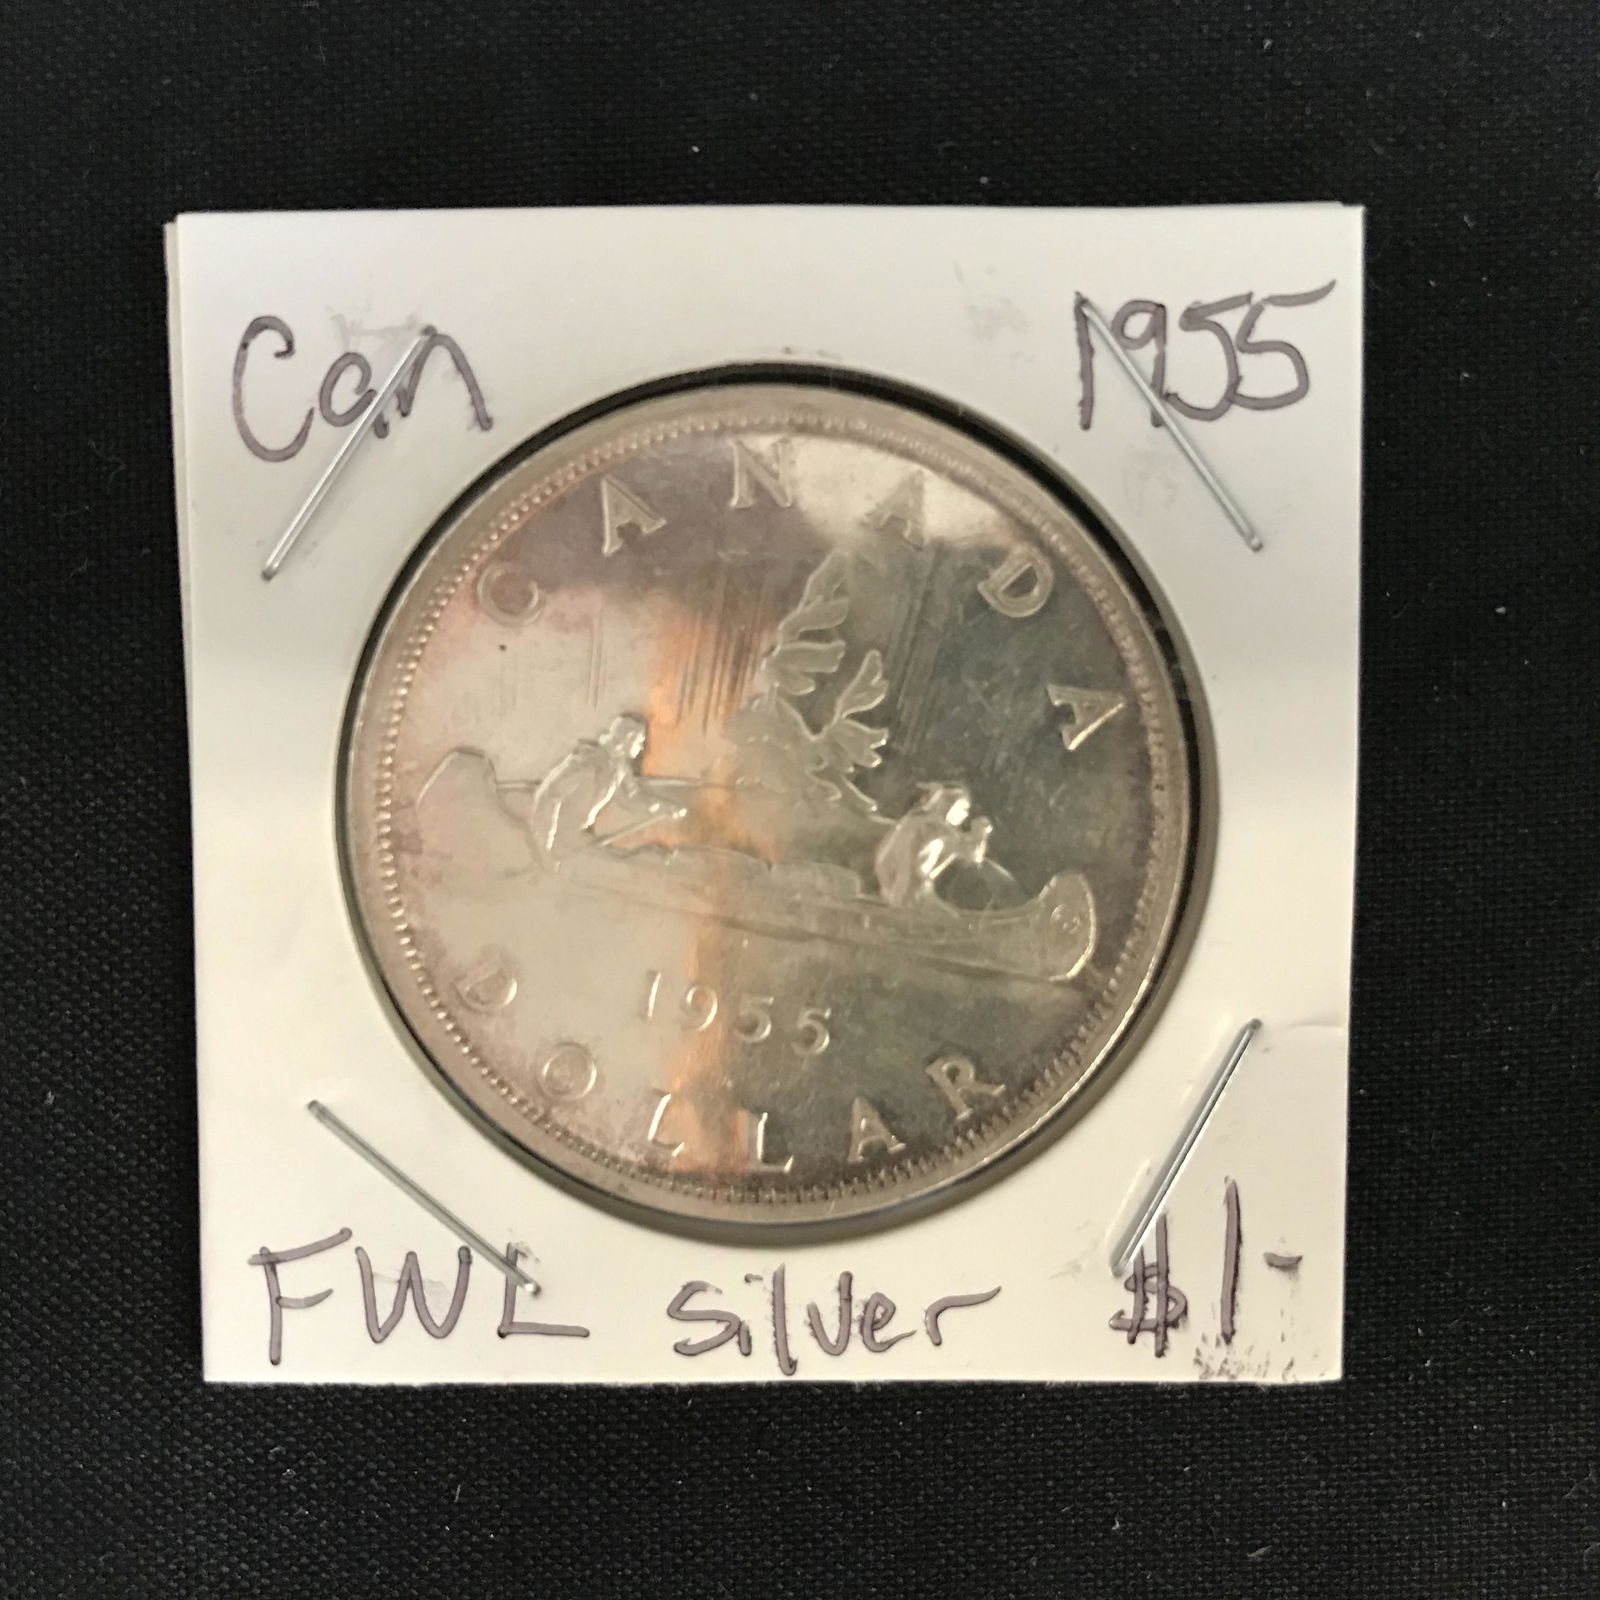 Can 1955
CANADA
1955
DOLLAR
FWL silver $1-